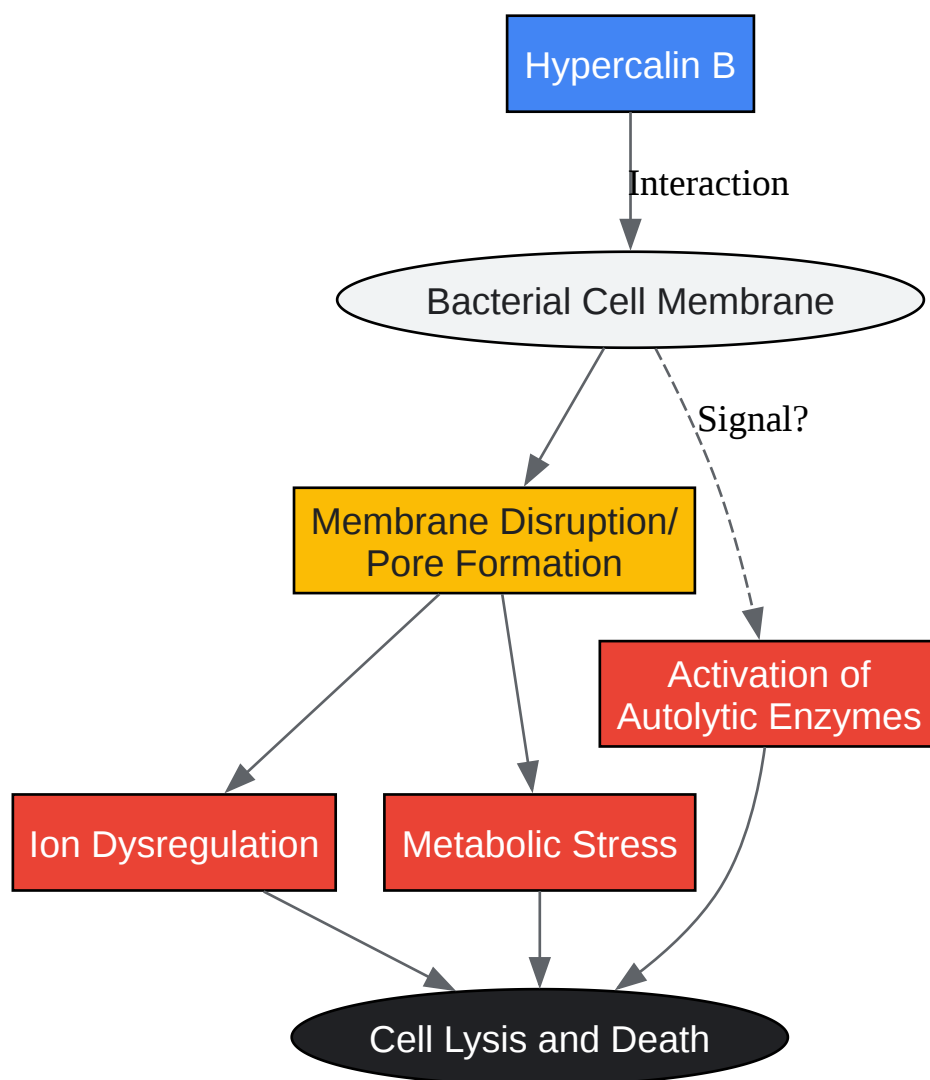 Hypercalin B
Interaction
Bacterial Cell Membrane
Signal?
Membrane Disruption/
Pore Formation
Activation of
Autolytic Enzymes
Ion Dysregulation
Metabolic Stress
Cell Lysis and Death